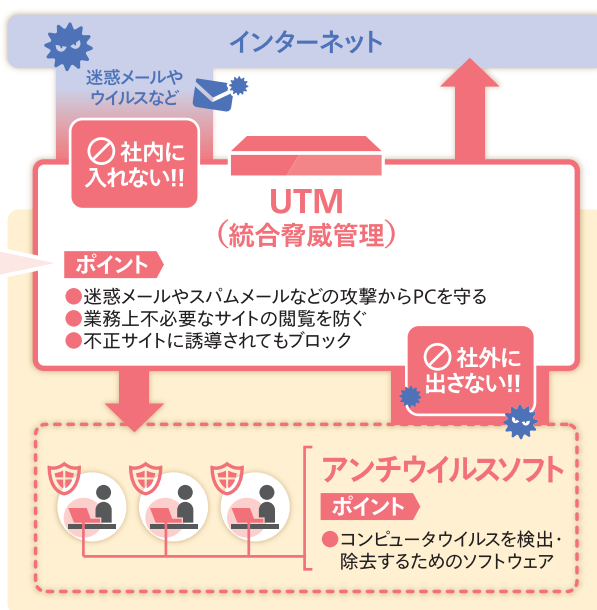 インターネット
迷惑メールや
ウイルスなど
社内に
入れない!!
UTM
(統合脅威管理)
ポイント
●迷惑メールやスパムメールなどの攻撃からPCを守る
●業務上不必要なサイトの閲覧を防ぐ
●不正サイトに誘導されてもブロック
社外に
出さない!!
アンチウイルスソフト
ポイント
●コンピュータウイルスを検出・
除去するためのソフトウェア